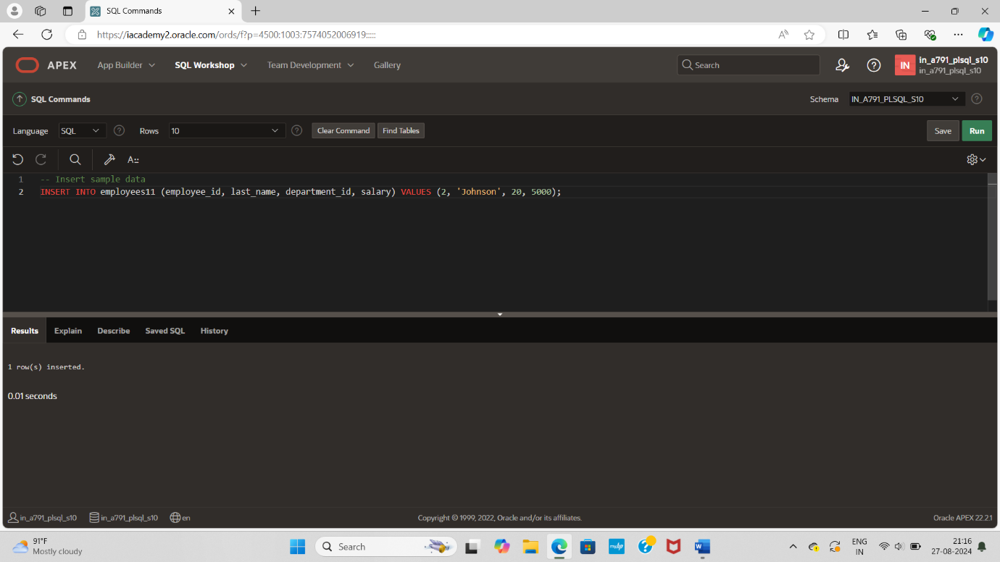 SQL Commands
https://iacademy2.oracle.com/ords/f?p=4500:1003:7574052006919:::::
APEX App Builder SQL Workshop Team Development Gallery Search IN in_a791_plsql_s10
in_a791_plsql_s10
SQL Commands Schema IN_A791_PLSQL_S10
Language SQL Rows 10 Clear Command Find Tables Save Run
A::
1 -- Insert sample data
2 INSERT INTO employees11 (employee_id, last_name, department_id, salary) VALUES (2, 'Johnson', 20, 5000);
Results Explain Describe Saved SQL History
1 row(s) inserted.
0.01 seconds
in_a791_plsql_s10 in_a791_plsql_s10 en Copyright © 1999, 2022, Oracle and/or its affiliates. Oracle APEX 22.2.1
91°F
Mostly cloudy
Search
myhp
ENG
IN
21:16
27-08-2024